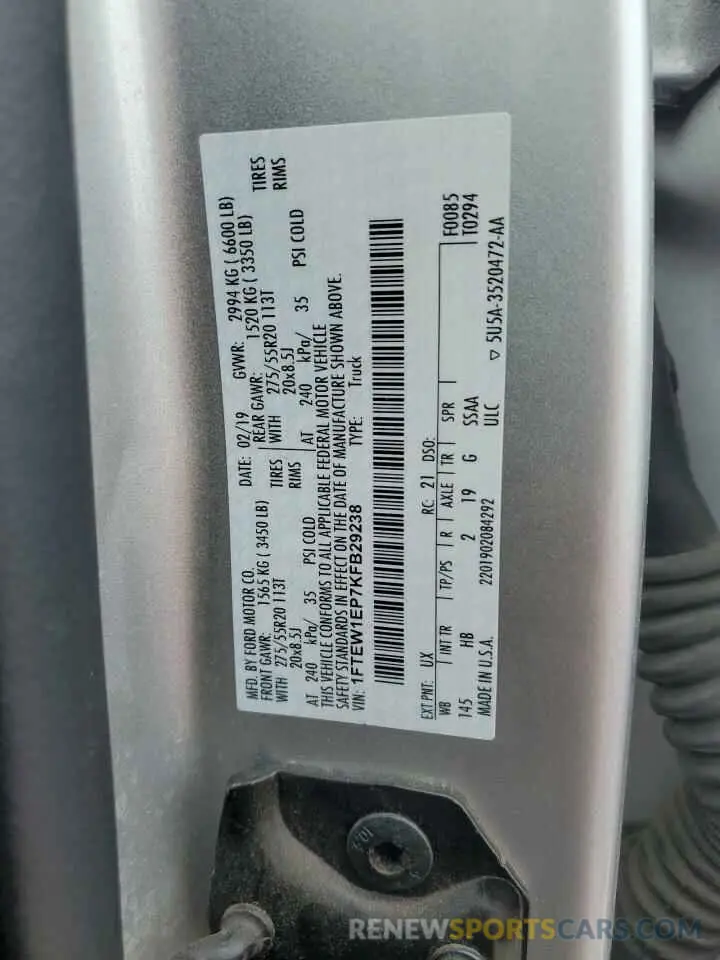 MFD. BY FORD MOTOR CO.
DATE: 02/19 GVWR: 2994 KG ( 6600 LB)
FRONT GAWR: 1565 KG ( 3450 LB) REAR GAWR: 1520 KG ( 3350 LB)
WITH 275/55R20 113T TIRES WITH 275/55R20 113T TIRES
20x8.5J RIMS 20x8.5J RIMS
AT 240 kPa/ 35 PSI COLD AT 240 kPa/ 35 PSI COLD
THIS VEHICLE CONFORMS TO ALL APPLICABLE FEDERAL MOTOR VEHICLE
SAFETY STANDARDS IN EFFECT ON THE DATE OF MANUFACTURE SHOWN ABOVE.
VIN: 1FTEW1EP7KFB29238 TYPE: Truck
EXT PNT: UX RC: 21 DSO: F0085
WB INT TR TP/PS R AXLE TR SPR T0294
145 HB 2 19 G SSAA
MADE IN U.S.A. 2201902084292 ULC ▽ 5U5A-3520472-AA
10.2
RENEWSPORTSCARS.COM